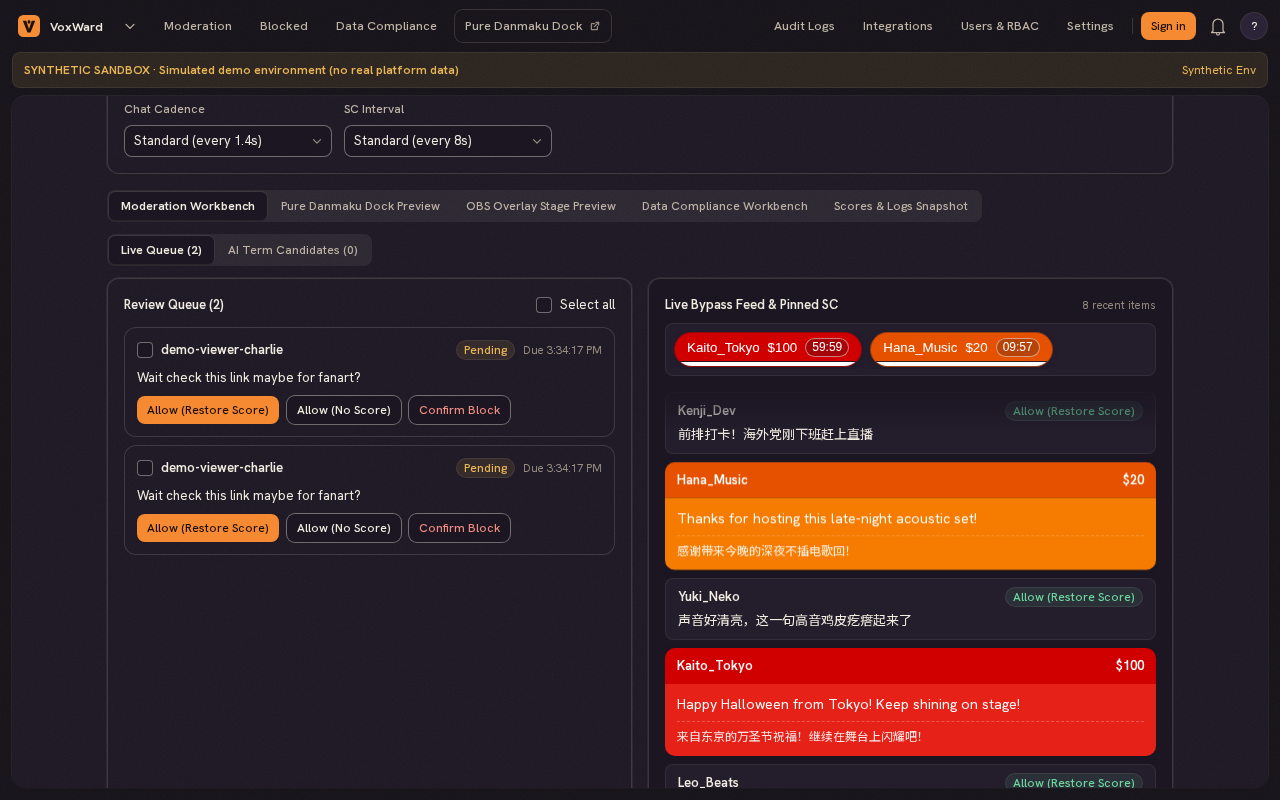 VoxWard
Moderation
Blocked
Data Compliance
Pure Danmaku Dock
Audit Logs
Integrations
Users & RBAC
Settings
Sign in
?
SYNTHETIC SANDBOX · Simulated demo environment (no real platform data)
Synthetic Env
Chat Cadence
SC Interval
Standard (every 1.4s)
Standard (every 8s)
Moderation Workbench
Pure Danmaku Dock Preview
OBS Overlay Stage Preview
Data Compliance Workbench
Scores & Logs Snapshot
Live Queue (2)
AI Term Candidates (0)
Review Queue (2)
Select all
demo-viewer-charlie
Pending
Due 3:34:17 PM
Wait check this link maybe for fanart?
Allow (Restore Score)
Allow (No Score)
Confirm Block
demo-viewer-charlie
Pending
Due 3:34:17 PM
Wait check this link maybe for fanart?
Allow (Restore Score)
Allow (No Score)
Confirm Block
Live Bypass Feed & Pinned SC
8 recent items
Kaito_Tokyo $100 59:59
Hana_Music $20 09:57
Kenji_Dev
Allow (Restore Score)
前排打卡！海外党刚下班赶上直播
Hana_Music
$20
Thanks for hosting this late-night acoustic set!
感谢带来今晚的深夜不插电歌回！
Yuki_Neko
Allow (Restore Score)
声音好清亮，这一句高音鸡皮疙瘩起来了
Kaito_Tokyo
$100
Happy Halloween from Tokyo! Keep shining on stage!
来自东京的万圣节祝福！继续在舞台上闪耀吧！
Leo_Beats
Allow (Restore Score)